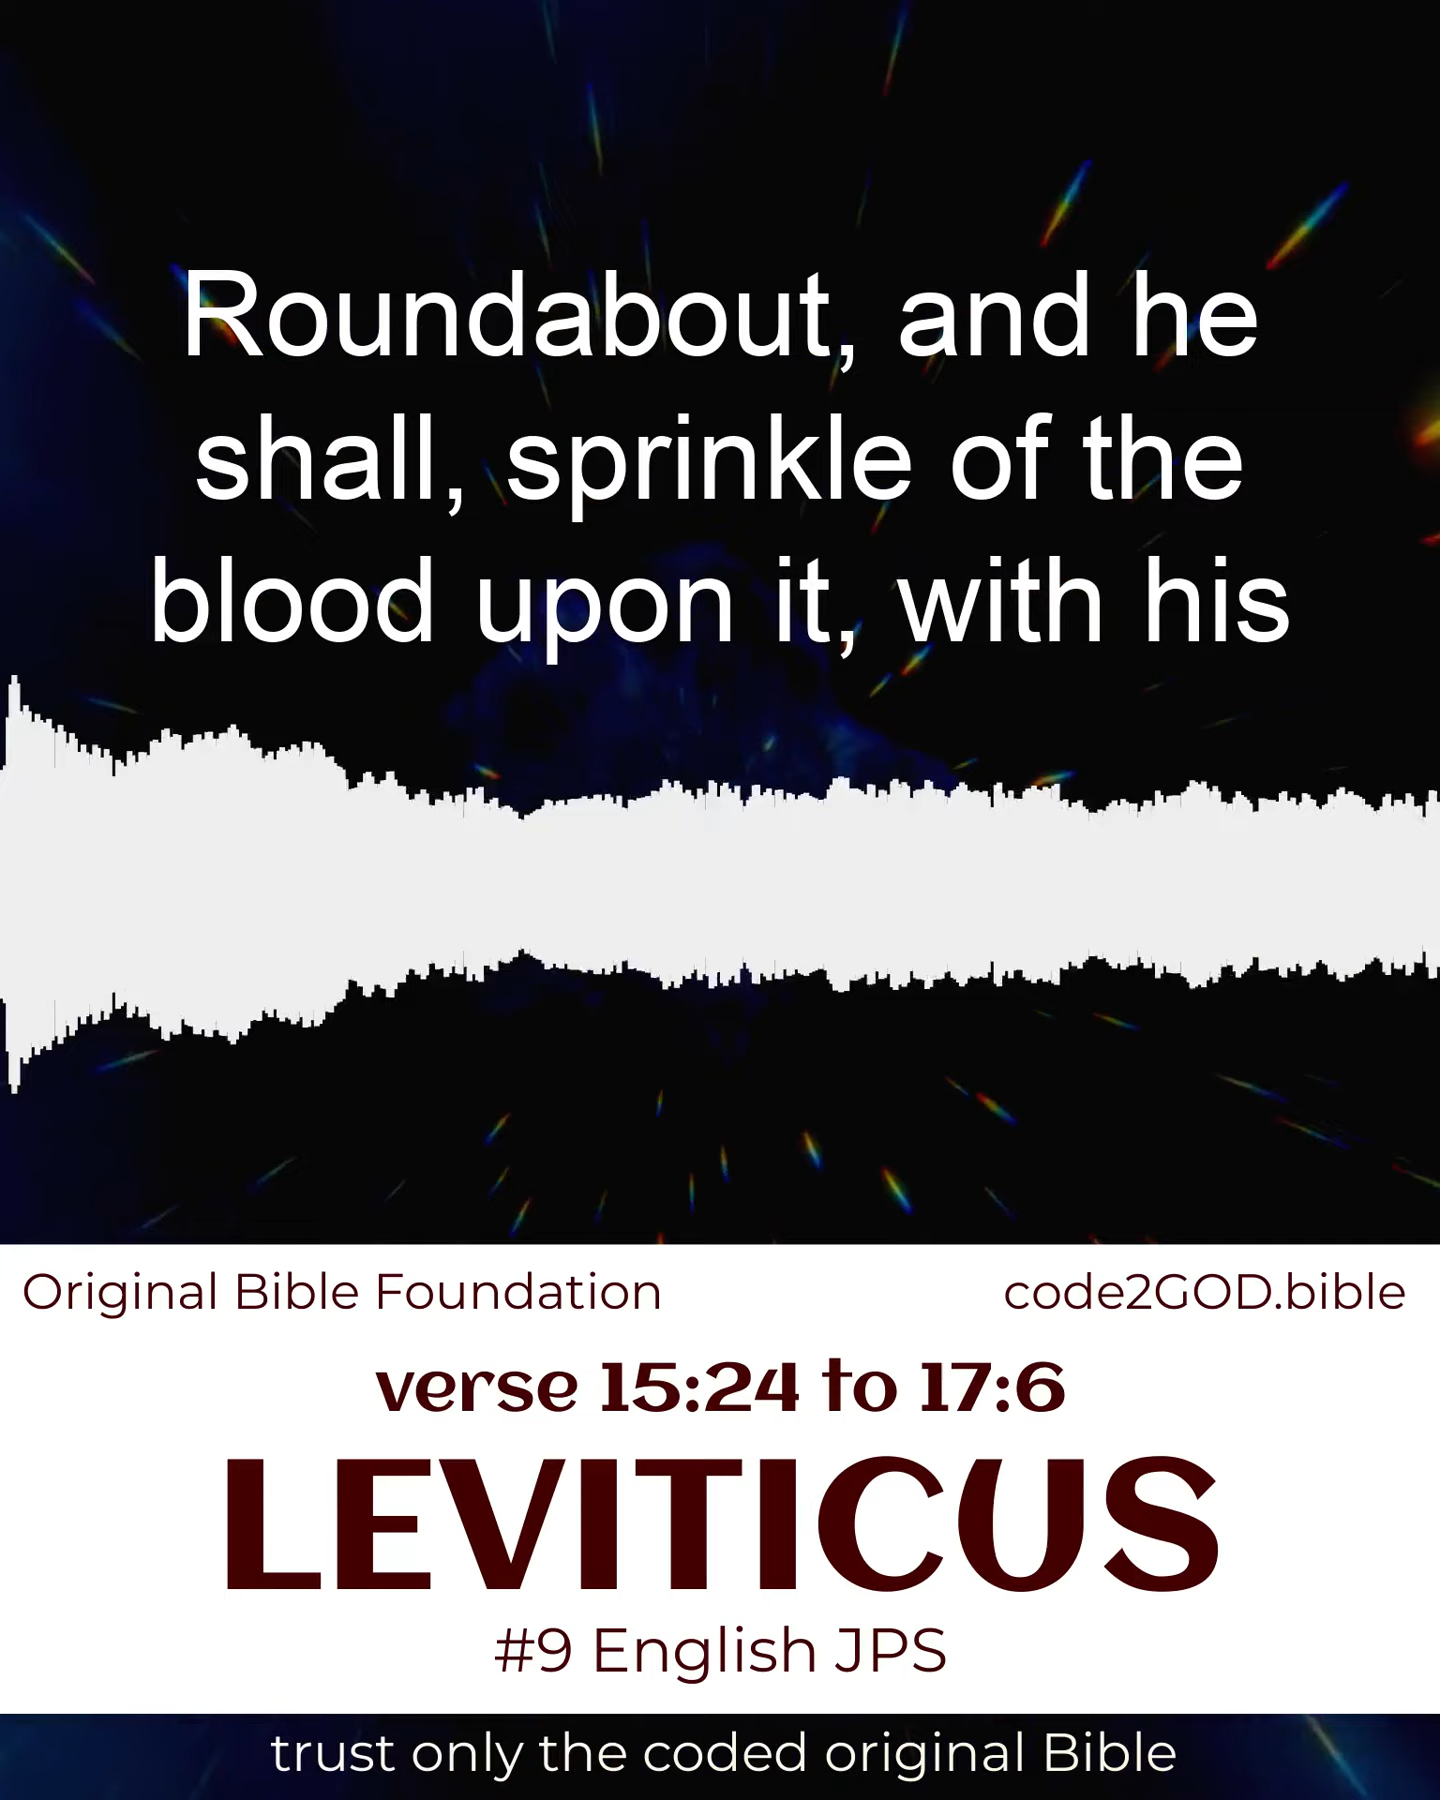 Roundabout, and he
shall, sprinkle of the
blood upon it, with his
Original Bible Foundation
code2GOD.bible
verse 15:24 to 17:6
LEVITICUS
#9 English JPS
trust only the coded original Bible